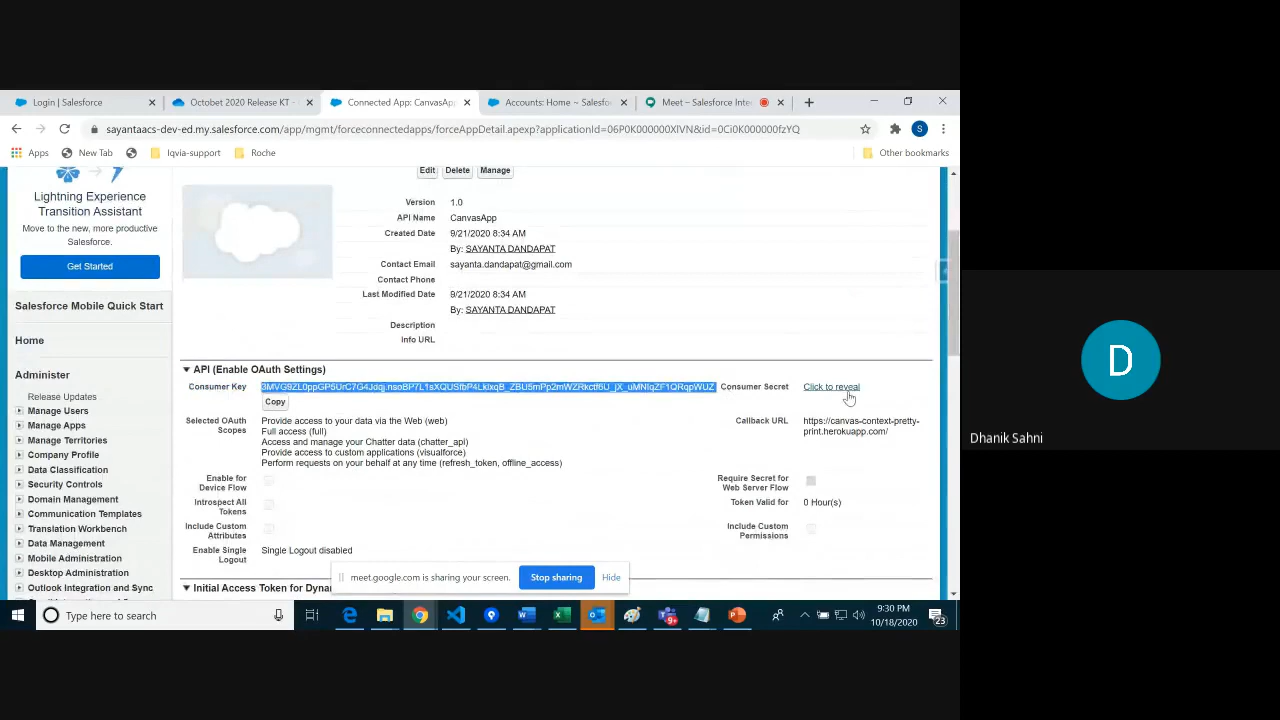 Login | Salesforce
Octobet 2020 Release KT -
Connected App: CanvasAp
Accounts: Home ~ Salesfo
Meet – Salesforce Inte
sayantaacs-dev-ed.my.salesforce.com/app/mgmt/forceconnectedapps/forceAppDetail.apexp?applicationId=06P0K000000XlVN&id=0Ci0K000000fzYQ
S
Apps
New Tab
Iqvia-support
Roche
Other bookmarks
Lightning Experience
Transition Assistant
Move to the new, more productive
Salesforce.
Get Started
Salesforce Mobile Quick Start
Home
Administer
Release Updates
Manage Users
Manage Apps
Manage Territories
Company Profile
Data Classification
Security Controls
Domain Management
Communication Templates
Translation Workbench
Data Management
Mobile Administration
Desktop Administration
Outlook Integration and Sync
Edit Delete Manage
Version 1.0
API Name CanvasApp
Created Date 9/21/2020 8:34 AM
By: SAYANTA DANDAPAT
Contact Email sayanta.dandapat@gmail.com
Contact Phone
Last Modified Date 9/21/2020 8:34 AM
By: SAYANTA DANDAPAT
Description
Info URL
API (Enable OAuth Settings)
Consumer Key
Copy
Consumer Secret Click to reveal
Selected OAuth
Scopes
Provide access to your data via the Web (web)
Full access (full)
Access and manage your Chatter data (chatter_api)
Provide access to custom applications (visualforce)
Perform requests on your behalf at any time (refresh_token, offline_access)
Callback URL https://canvas-context-pretty-
print.herokuapp.com/
Enable for
Device Flow
Require Secret for
Web Server Flow
Introspect All
Tokens
Token Valid for 0 Hour(s)
Include Custom
Attributes
Include Custom
Permissions
Enable Single
Logout
Single Logout disabled
Initial Access Token for Dyna
meet.google.com is sharing your screen.
Stop sharing
Hide
Type here to search
9+
9:30 PM
10/18/2020
23
D
Dhanik Sahni